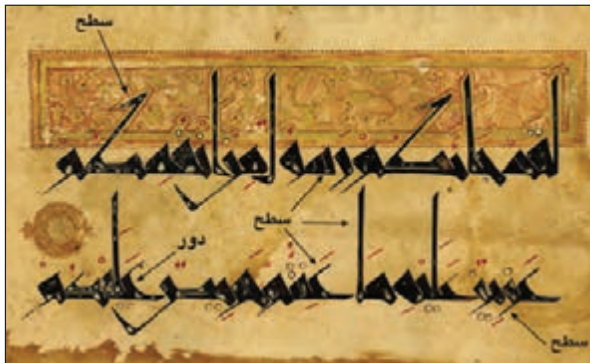 سطح
لقد جاكم رسول من انفسكم
سطح
دور
عزيز عليه ما عنتم حريص عليكم
سطح